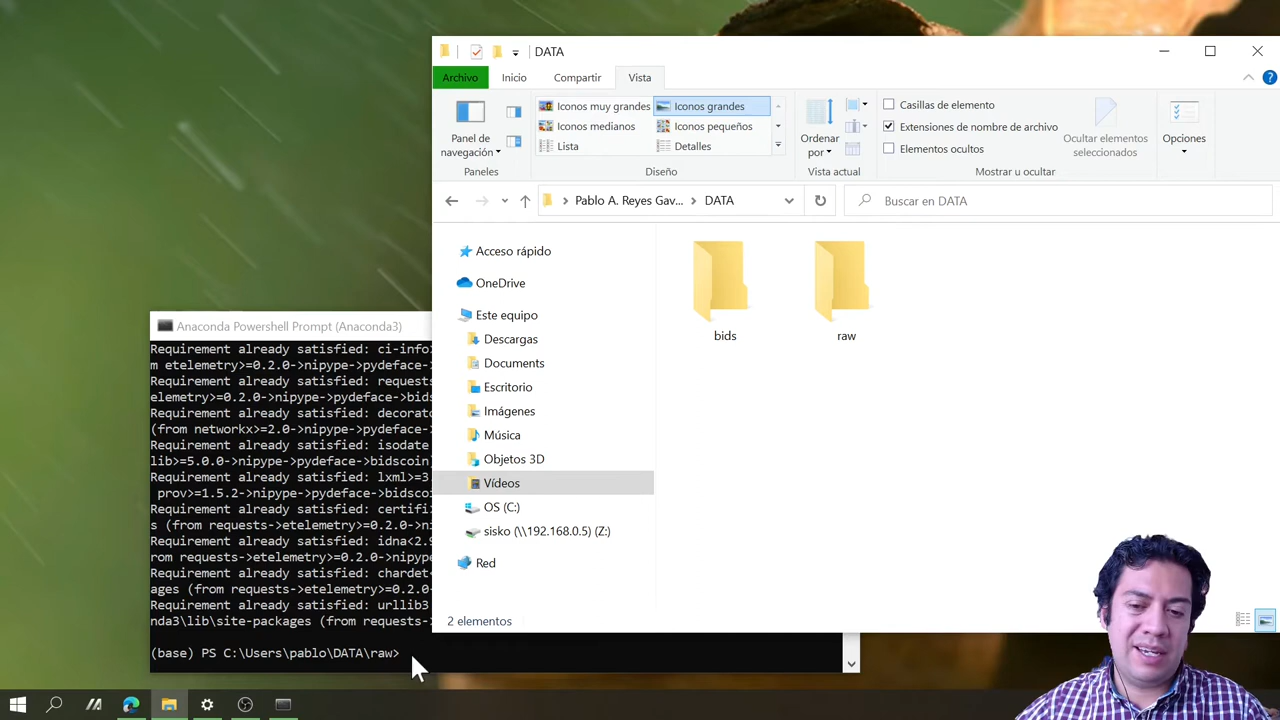 DATA
Archivo
Inicio
Compartir
Vista
Panel de
navegación
Paneles
Iconos muy grandes
Iconos grandes
Iconos medianos
Iconos pequeños
Lista
Detalles
Diseño
Ordenar
por
Vista actual
Casillas de elemento
Extensiones de nombre de archivo
Elementos ocultos
Ocultar elementos
seleccionados
Mostrar u ocultar
Opciones
?
Pablo A. Reyes Gav...
DATA
Buscar en DATA
Acceso rápido
OneDrive
Este equipo
Descargas
Documents
Escritorio
Imágenes
Música
Objetos 3D
Vídeos
OS (C:)
sisko (\\192.168.0.5) (Z:)
Red
bids
raw
2 elementos
Anaconda Powershell Prompt (Anaconda3)
Requirement already satisfied: ci-info
m etelemetry>=0.2.0->nipype->pydeface-
Requirement already satisfied: requests
elemetry>=0.2.0->nipype->pydeface->bids
Requirement already satisfied: decorato
(from networkx>=2.0->nipype->pydeface->
Requirement already satisfied: isodate
lib>=5.0.0->nipype->pydeface->bidscoin)
Requirement already satisfied: lxml>=3.
prov>=1.5.2->nipype->pydeface->bidscoin
Requirement already satisfied: certifi
s (from requests->etelemetry>=0.2.0->ni
Requirement already satisfied: idna<2.9
rom requests->etelemetry>=0.2.0->nipype
Requirement already satisfied: chardet<
ages (from requests->etelemetry>=0.2.0-
Requirement already satisfied: urllib3
nda3\lib\site-packages (from requests->
(base) PS C:\Users\pablo\DATA\raw>